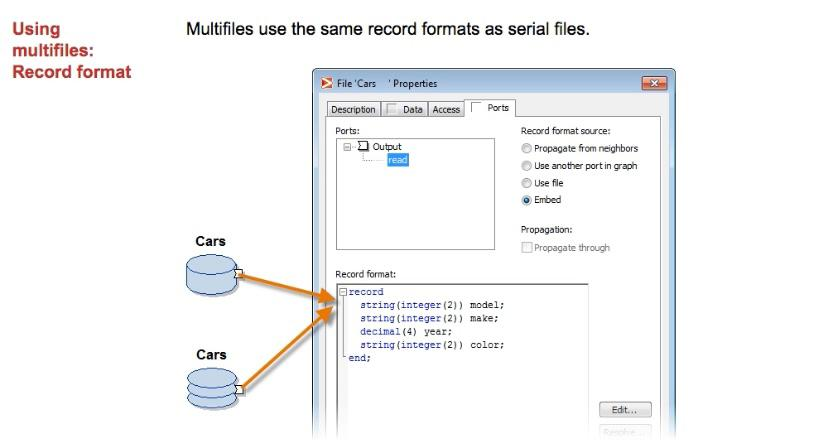 Using
multifiles:
Record format
Multifiles use the same record formats as serial files.
File 'Cars ' Properties
Description Data Access Ports
Ports:
Output
read
Record format source:
Propagate from neighbors
Use another port in graph
Use file
Embed
Propagation:
Propagate through
Cars
Cars
Record format:
record
string(integer(2)) model;
string(integer(2)) make;
decimal(4) year;
string(integer(2)) color;
end;
Edit...
Resolve...